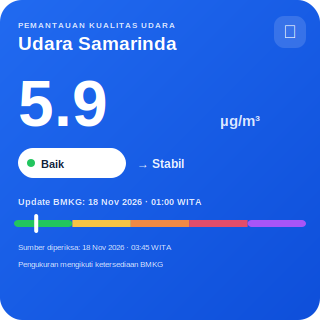 PEMANTAUAN KUALITAS UDARA
Udara Samarinda
5.9
µg/m³
Baik
→ Stabil
Update BMKG: 18 Nov 2026 · 01:00 WITA
Sumber diperiksa: 18 Nov 2026 · 03:45 WITA
Pengukuran mengikuti ketersediaan BMKG